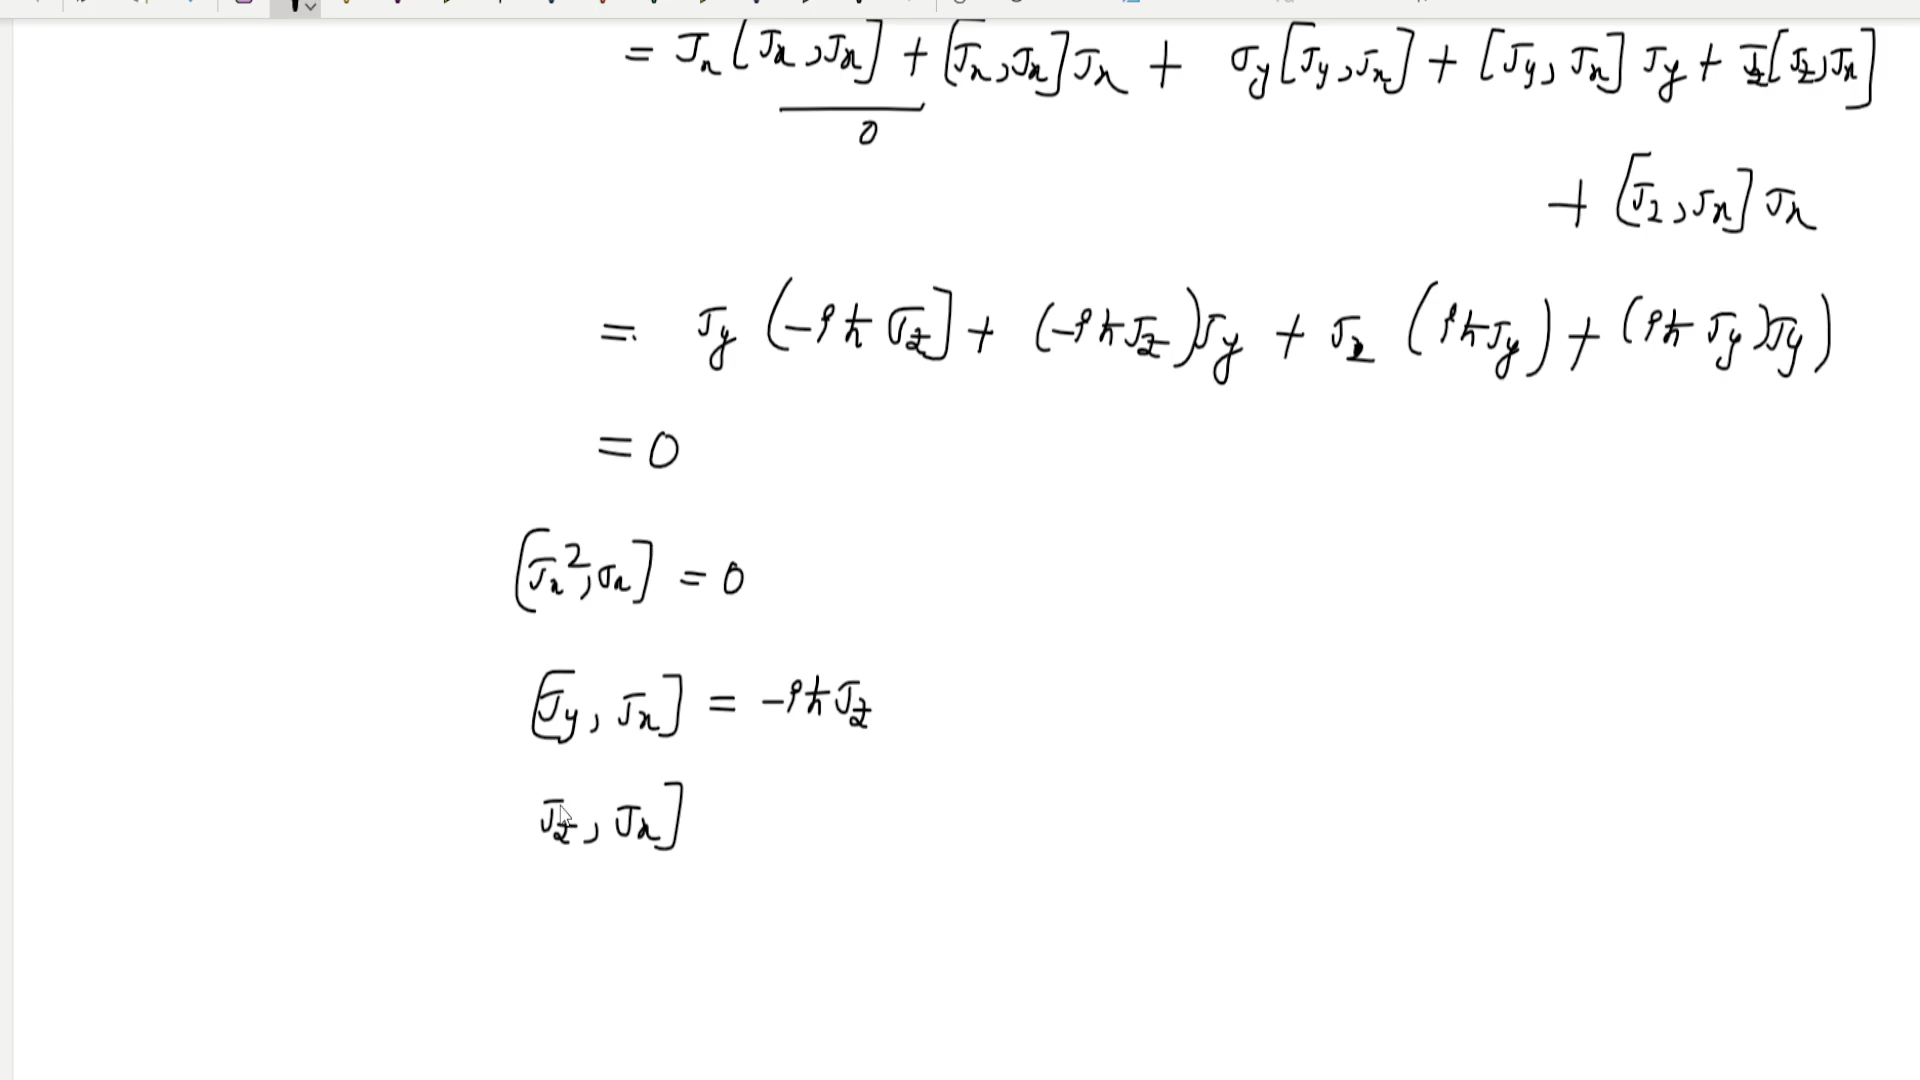 = Jx [Jx, Jx] + [Jx, Jx] Jx + Jy [Jy, Jx] + [Jy, Jx] Jy + Jz [Jz, Jx]
0
+ [Jz, Jx] Jx
= Jy (-iħ Jz] + (-iħ Jz) Jy + Jz (iħ Jy) + (iħ Jy) Jy)
= 0
[Jx², Jx] = 0
[Jy, Jx] = -iħ Jz
Jz, Jx]